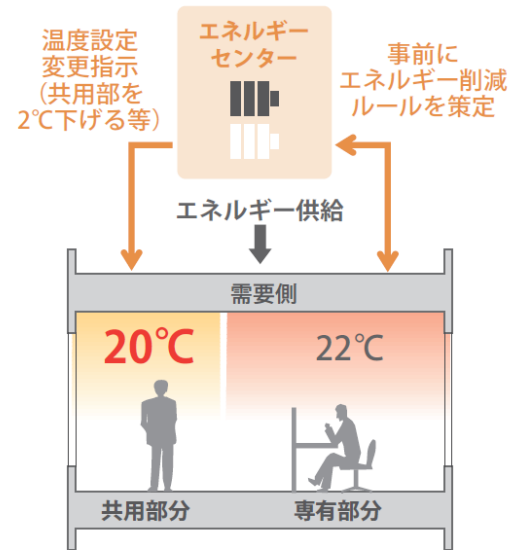 温度設定
変更指示
（共用部を
2℃下げる等）
エネルギー
センター
事前に
エネルギー削減
ルールを策定
エネルギー供給
需要側
20℃
22℃
共用部分
専有部分